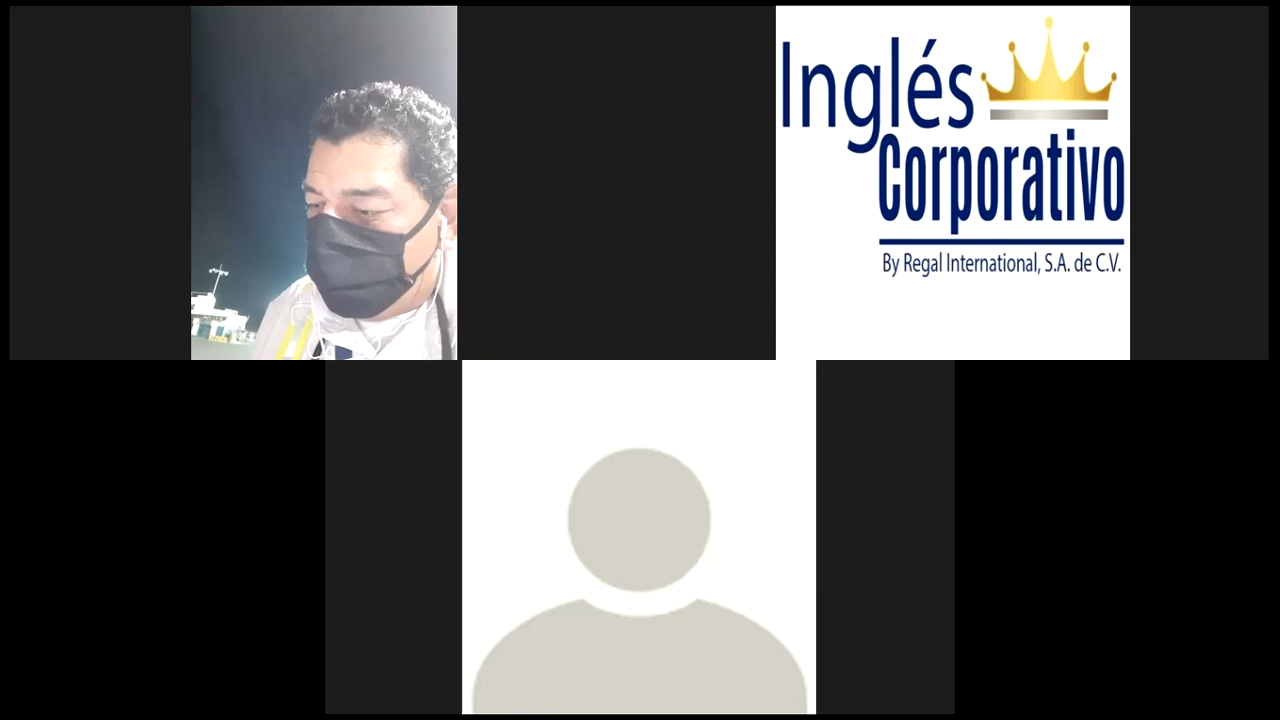 Inglés
Corporativo
By Regal International, S.A. de C.V.